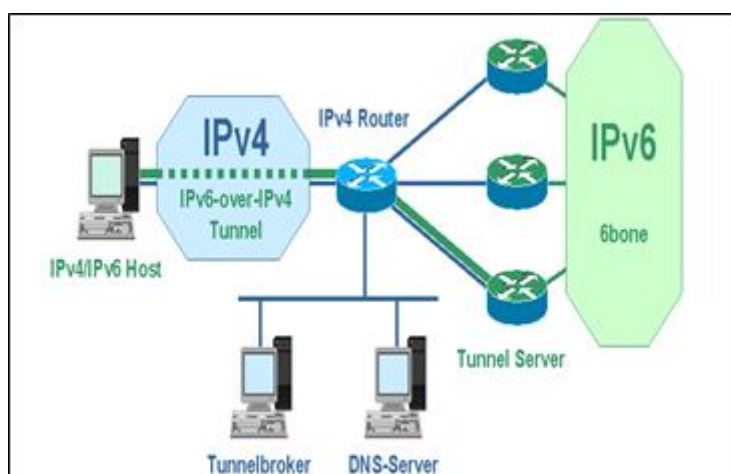 IPv4
IPv4 Router
IPv6
IPv6-over-IPv4
Tunnel
6bone
IPv4/IPv6 Host
Tunnel Server
Tunnelbroker
DNS-Server